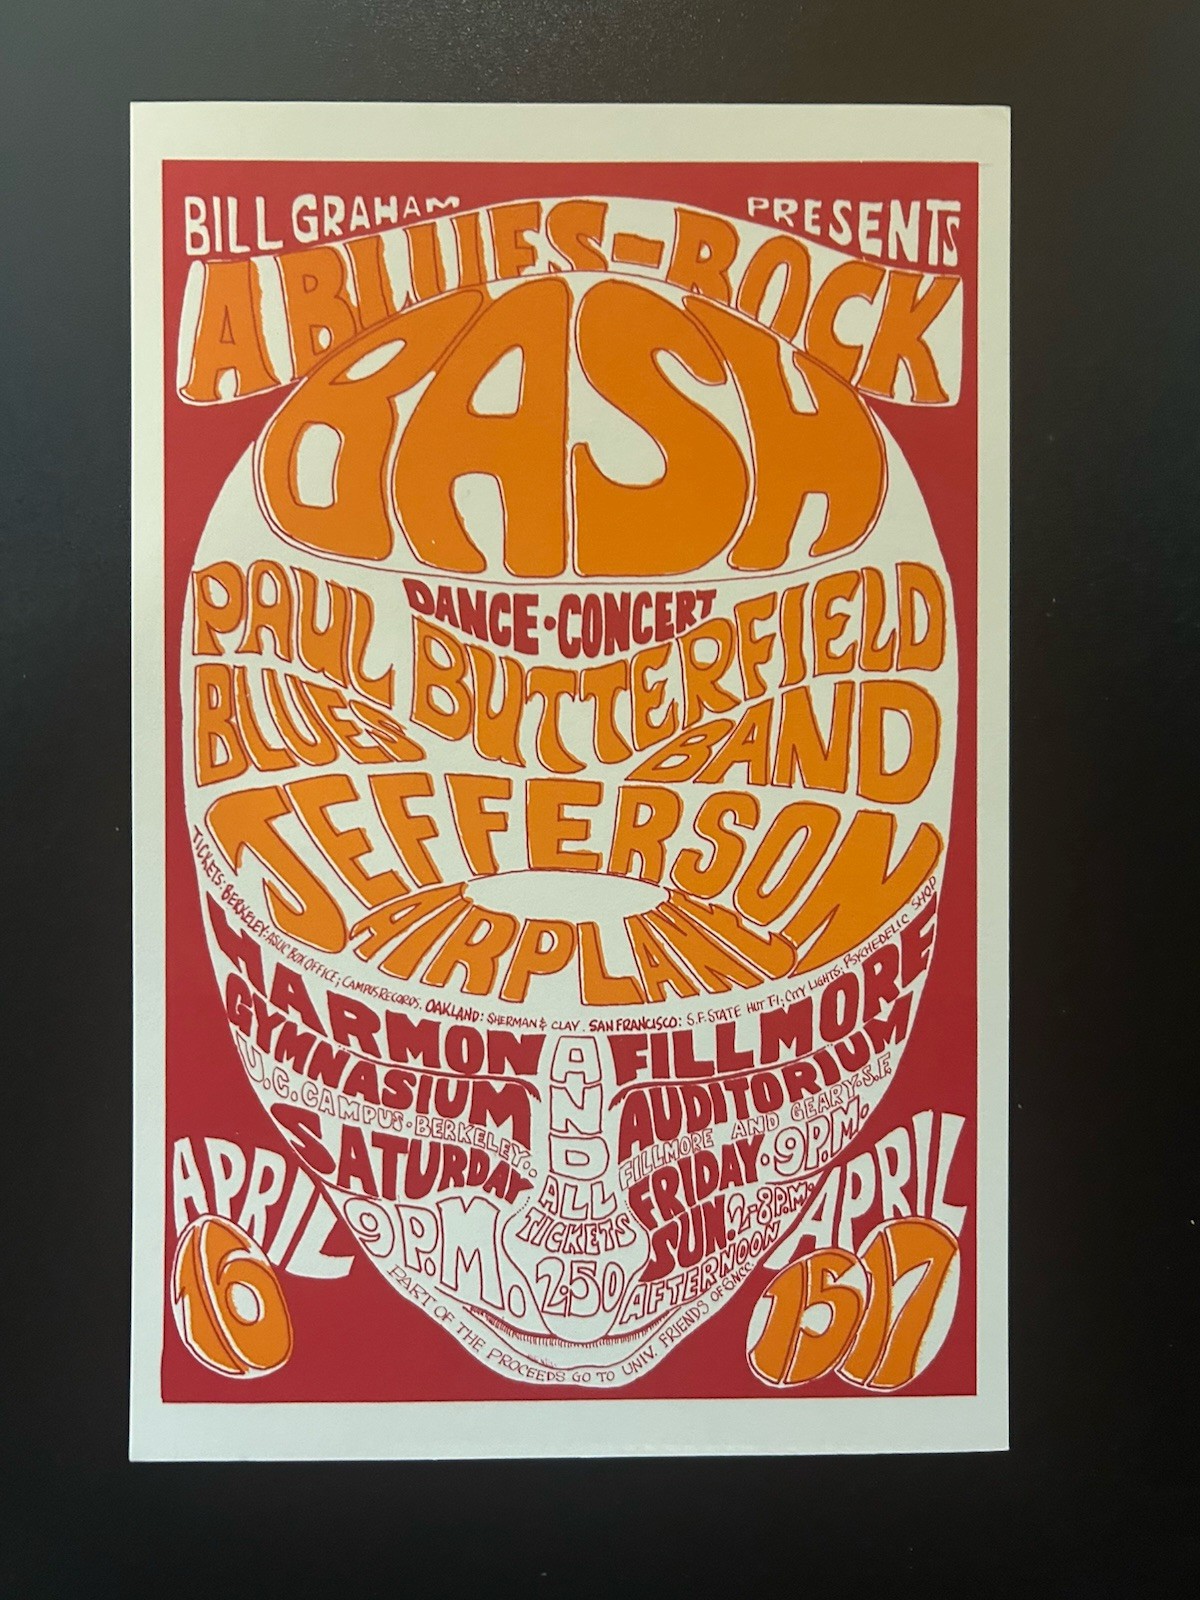 BILL GRAHAM PRESENTS
A BLUES-ROCK
BASH
DANCE·CONCERT
PAUL BUTTERFIELD
BLUES BAND
JEFFERSON
AIRPLANE
TICKETS: BERKELEY: ASUC BOX OFFICE; CAMPUS RECORDS. OAKLAND: SHERMAN & CLAY. SAN FRANCISCO: S.F. STATE HUT T-1; CITY LIGHTS; PSYCHEDELIC SHOP
HARMON
GYMNASIUM
U.C. CAMPUS·BERKELEY..
SATURDAY
9 P.M.
APRIL
16
AND
ALL
TICKETS
2.50
FILLMORE
AUDITORIUM
FILLMORE AND GEARY·S.F.
FRIDAY·9 P.M.
SUN. 2-8 P.M.
AFTERNOON
APRIL
15 17
PART OF THE PROCEEDS GO TO UNIV. FRIENDS OF S.N.C.C.